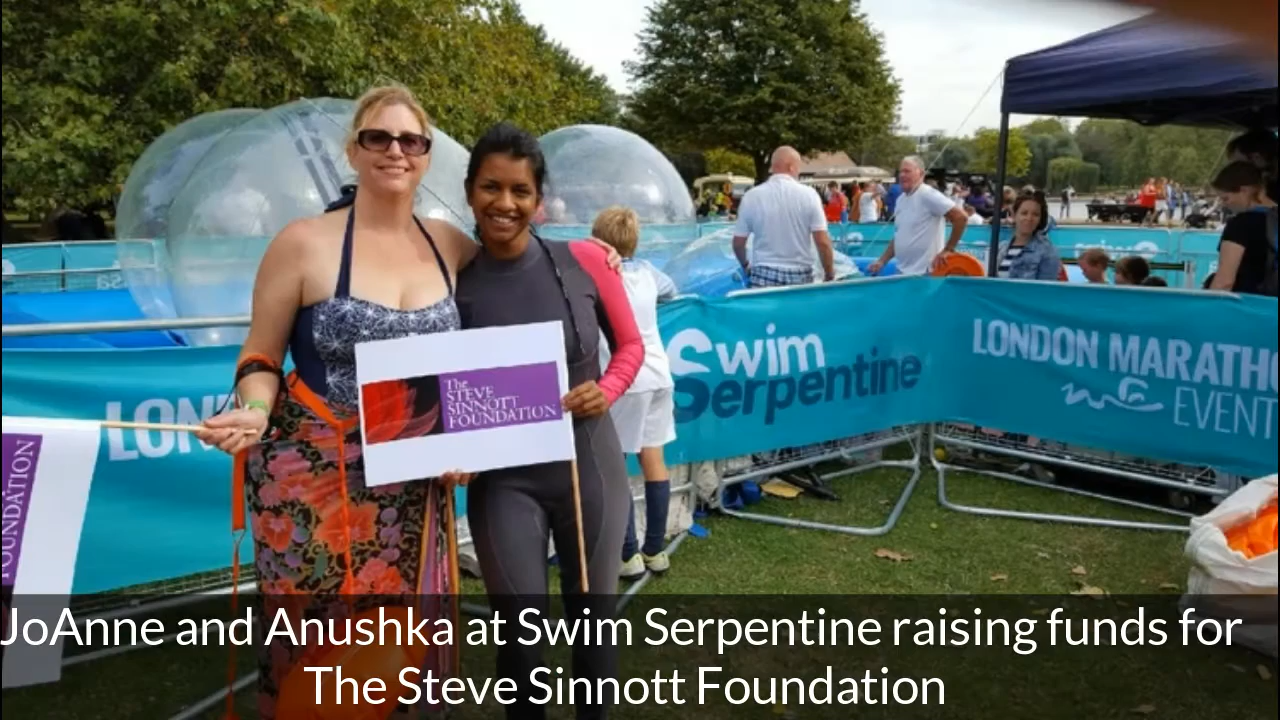 The
STEVE
SINNOTT
FOUNDATION
Swim
Serpentine
LONDON MARATHO
EVENT
LON
FOUNDATION
JoAnne and Anushka at Swim Serpentine raising funds for
The Steve Sinnott Foundation